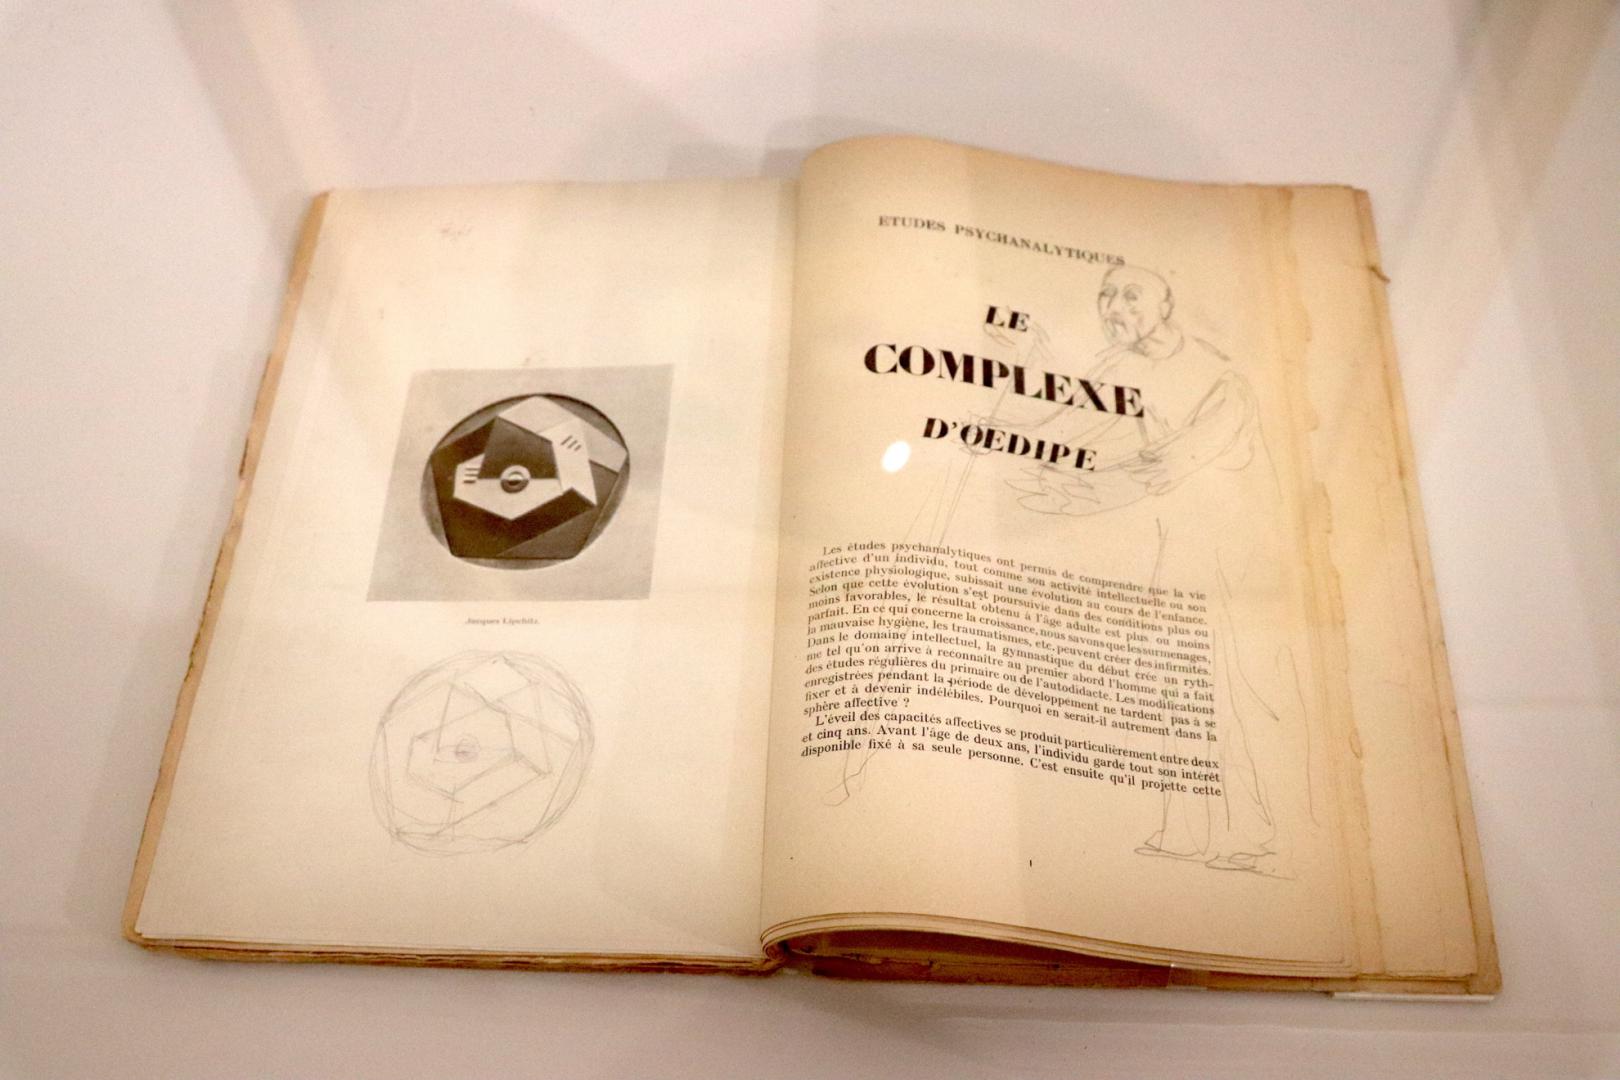 Jacques Lipchitz.
ETUDES PSYCHANALYTIQUES
LE
COMPLEXE
D'OEDIPE
Les études psychanalytiques ont permis de comprendre que la vie
affective d'un individu, tout comme son activité intellectuelle ou son
existence physiologique, subissait une évolution au cours de l'enfance.
Selon que cette évolution s'est poursuivie dans des conditions plus ou
moins favorables, le résultat obtenu à l'âge adulte est plus ou moins
parfait. En ce qui concerne la croissance, nous savons que les surmenages,
la mauvaise hygiène, les traumatismes, etc. peuvent créer des infirmités.
Dans le domaine intellectuel, la gymnastique du début crée un ryth-
me tel qu'on arrive à reconnaître au premier abord l'homme qui a fait
des études régulières du primaire ou de l'autodidacte. Les modifications
enregistrées pendant la période de développement ne tardent pas à se
fixer et à devenir indélébiles. Pourquoi en serait-il autrement dans la
sphère affective ?
L'éveil des capacités affectives se produit particulièrement entre deux
et cinq ans. Avant l'âge de deux ans, l'individu garde tout son intérêt
disponible fixé à sa seule personne. C'est ensuite qu'il projette cette